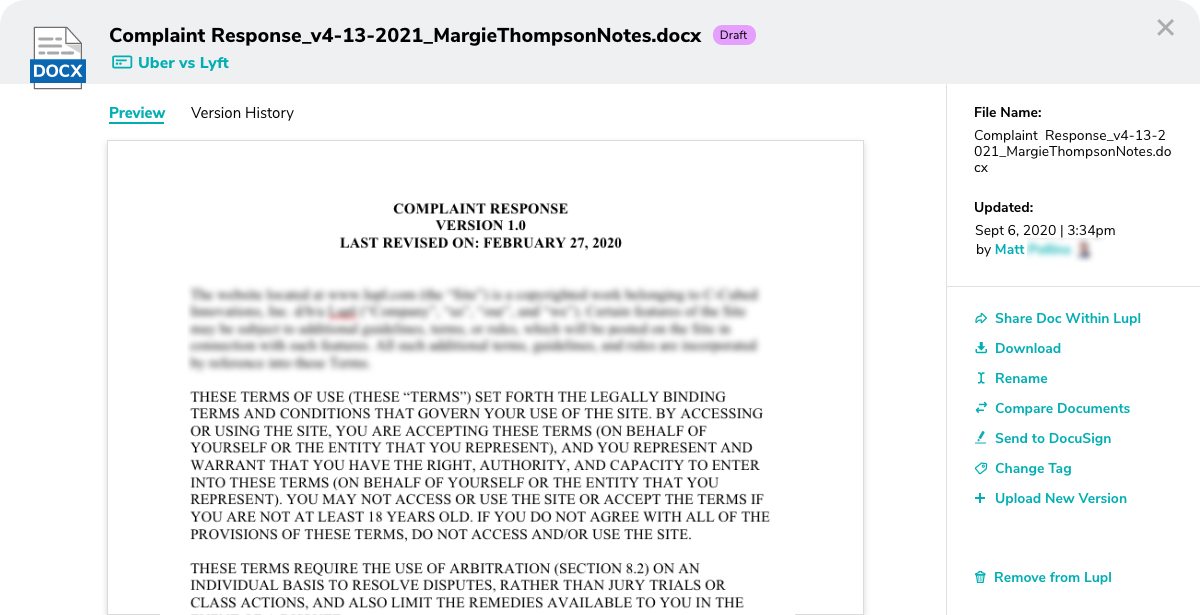 Complaint Response_v4-13-2021_MargieThompsonNotes.docx Draft
DOCX
Uber vs Lyft
Preview Version History
COMPLAINT RESPONSE
VERSION 1.0
LAST REVISED ON: FEBRUARY 27, 2020
THESE TERMS OF USE (THESE “TERMS”) SET FORTH THE LEGALLY BINDING
TERMS AND CONDITIONS THAT GOVERN YOUR USE OF THE SITE. BY ACCESSING
OR USING THE SITE, YOU ARE ACCEPTING THESE TERMS (ON BEHALF OF
YOURSELF OR THE ENTITY THAT YOU REPRESENT), AND YOU REPRESENT AND
WARRANT THAT YOU HAVE THE RIGHT, AUTHORITY, AND CAPACITY TO ENTER
INTO THESE TERMS (ON BEHALF OF YOURSELF OR THE ENTITY THAT YOU
REPRESENT). YOU MAY NOT ACCESS OR USE THE SITE OR ACCEPT THE TERMS IF
YOU ARE NOT AT LEAST 18 YEARS OLD. IF YOU DO NOT AGREE WITH ALL OF THE
PROVISIONS OF THESE TERMS, DO NOT ACCESS AND/OR USE THE SITE.
THESE TERMS REQUIRE THE USE OF ARBITRATION (SECTION 8.2) ON AN
INDIVIDUAL BASIS TO RESOLVE DISPUTES, RATHER THAN JURY TRIALS OR
CLASS ACTIONS, AND ALSO LIMIT THE REMEDIES AVAILABLE TO YOU IN THE
File Name:
Complaint Response_v4-13-2
021_MargieThompsonNotes.do
cx
Updated:
Sept 6, 2020 | 3:34pm
by Matt
Share Doc Within Lupl
Download
Rename
Compare Documents
Send to DocuSign
Change Tag
Upload New Version
Remove from Lupl